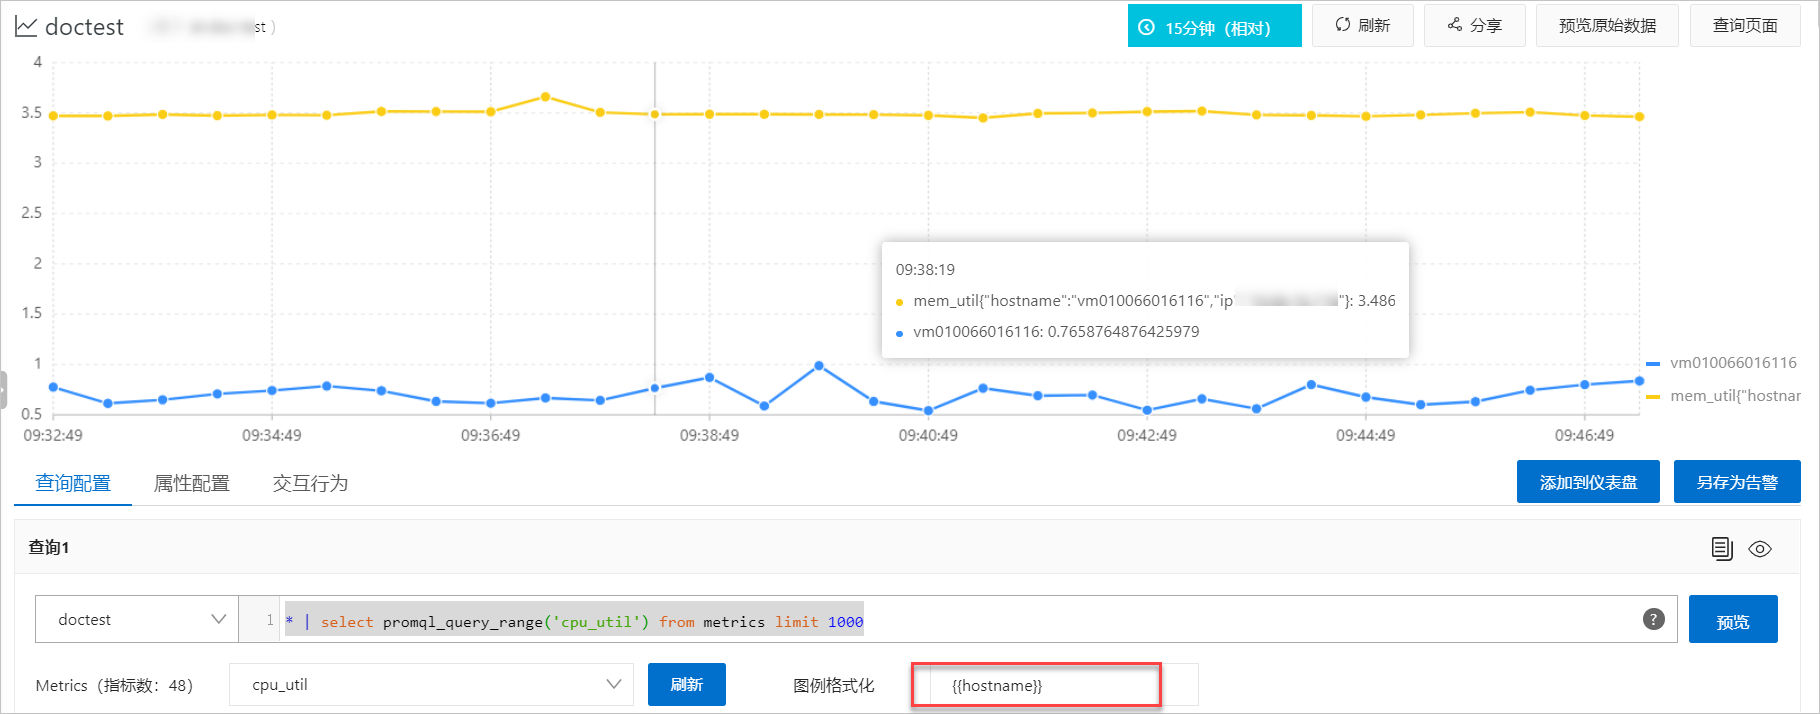 doctest st )
15分钟（相对）
刷新
分享
预览原始数据
查询页面
4
3.5
3
2.5
2
1.5
1
0.5
09:38:19
mem_util{"hostname":"vm010066016116","ip" "}: 3.486
vm010066016116: 0.7658764876425979
vm010066016116
mem_util{"hostnar
09:32:49 09:34:49 09:36:49 09:38:49 09:40:49 09:42:49 09:44:49 09:46:49
查询配置 属性配置 交互行为
添加到仪表盘
另存为告警
查询1
doctest
1 * | select promql_query_range('cpu_util') from metrics limit 1000
?
预览
Metrics（指标数：48）
cpu_util
刷新
图例格式化
{{hostname}}